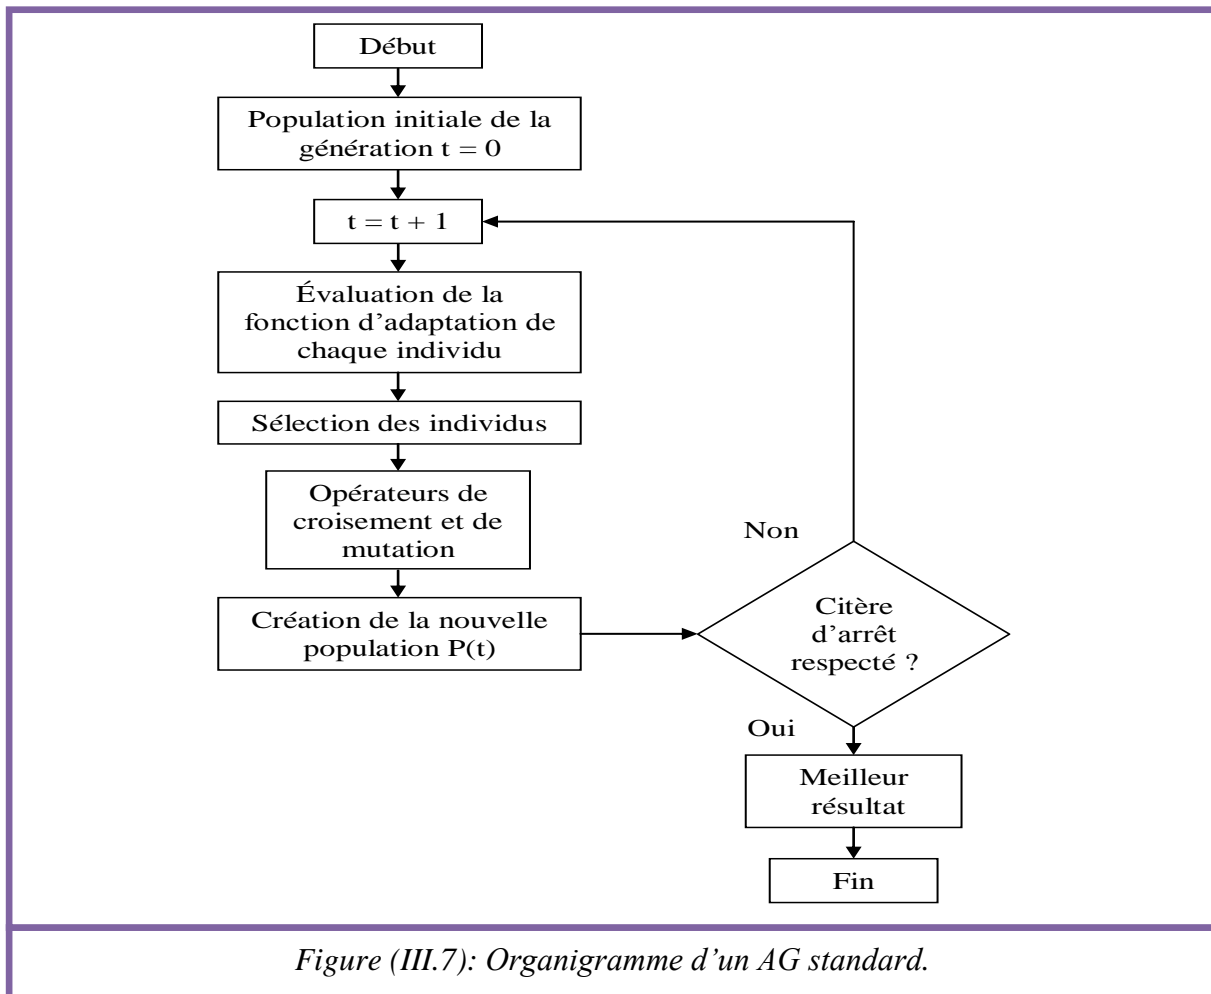 Début
Population initiale de la
génération t = 0
t = t + 1
Évaluation de la
fonction d’adaptation de
chaque individu
Sélection des individus
Opérateurs de
croisement et de
mutation
Création de la nouvelle
population P(t)
Non
Citère
d’arrêt
respecté ?
Oui
Meilleur
résultat
Fin
Figure (III.7): Organigramme d’un AG standard.